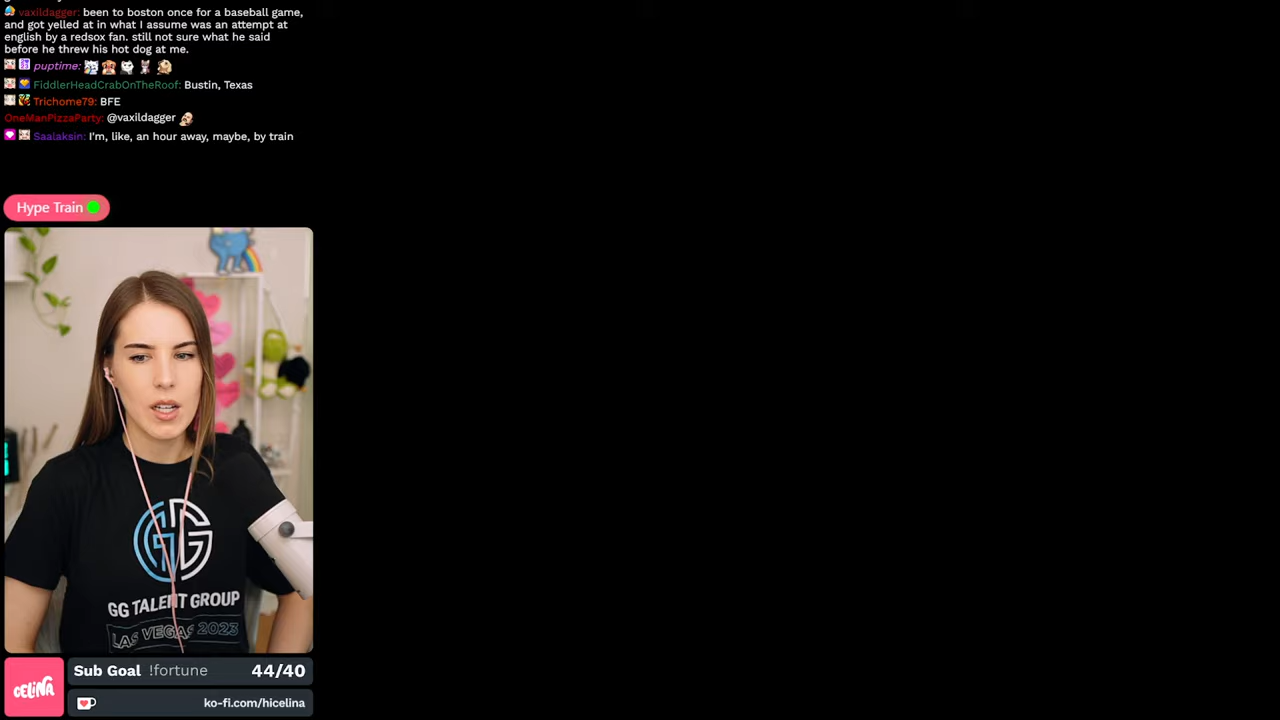 vaxildagger: been to boston once for a baseball game,
and got yelled at in what I assume was an attempt at
english by a redsox fan. still not sure what he said
before he threw his hot dog at me.
puptime:
FiddlerHeadCrabOnTheRoof: Bustin, Texas
Trichome79: BFE
OneManPizzaParty: @vaxildagger
Saalaksin: I'm, like, an hour away, maybe, by train
Hype Train
GG
GG TALENT GROUP
LAS VEGAS 2023
CELINA
Sub Goal !fortune 44/40
ko-fi.com/hicelina